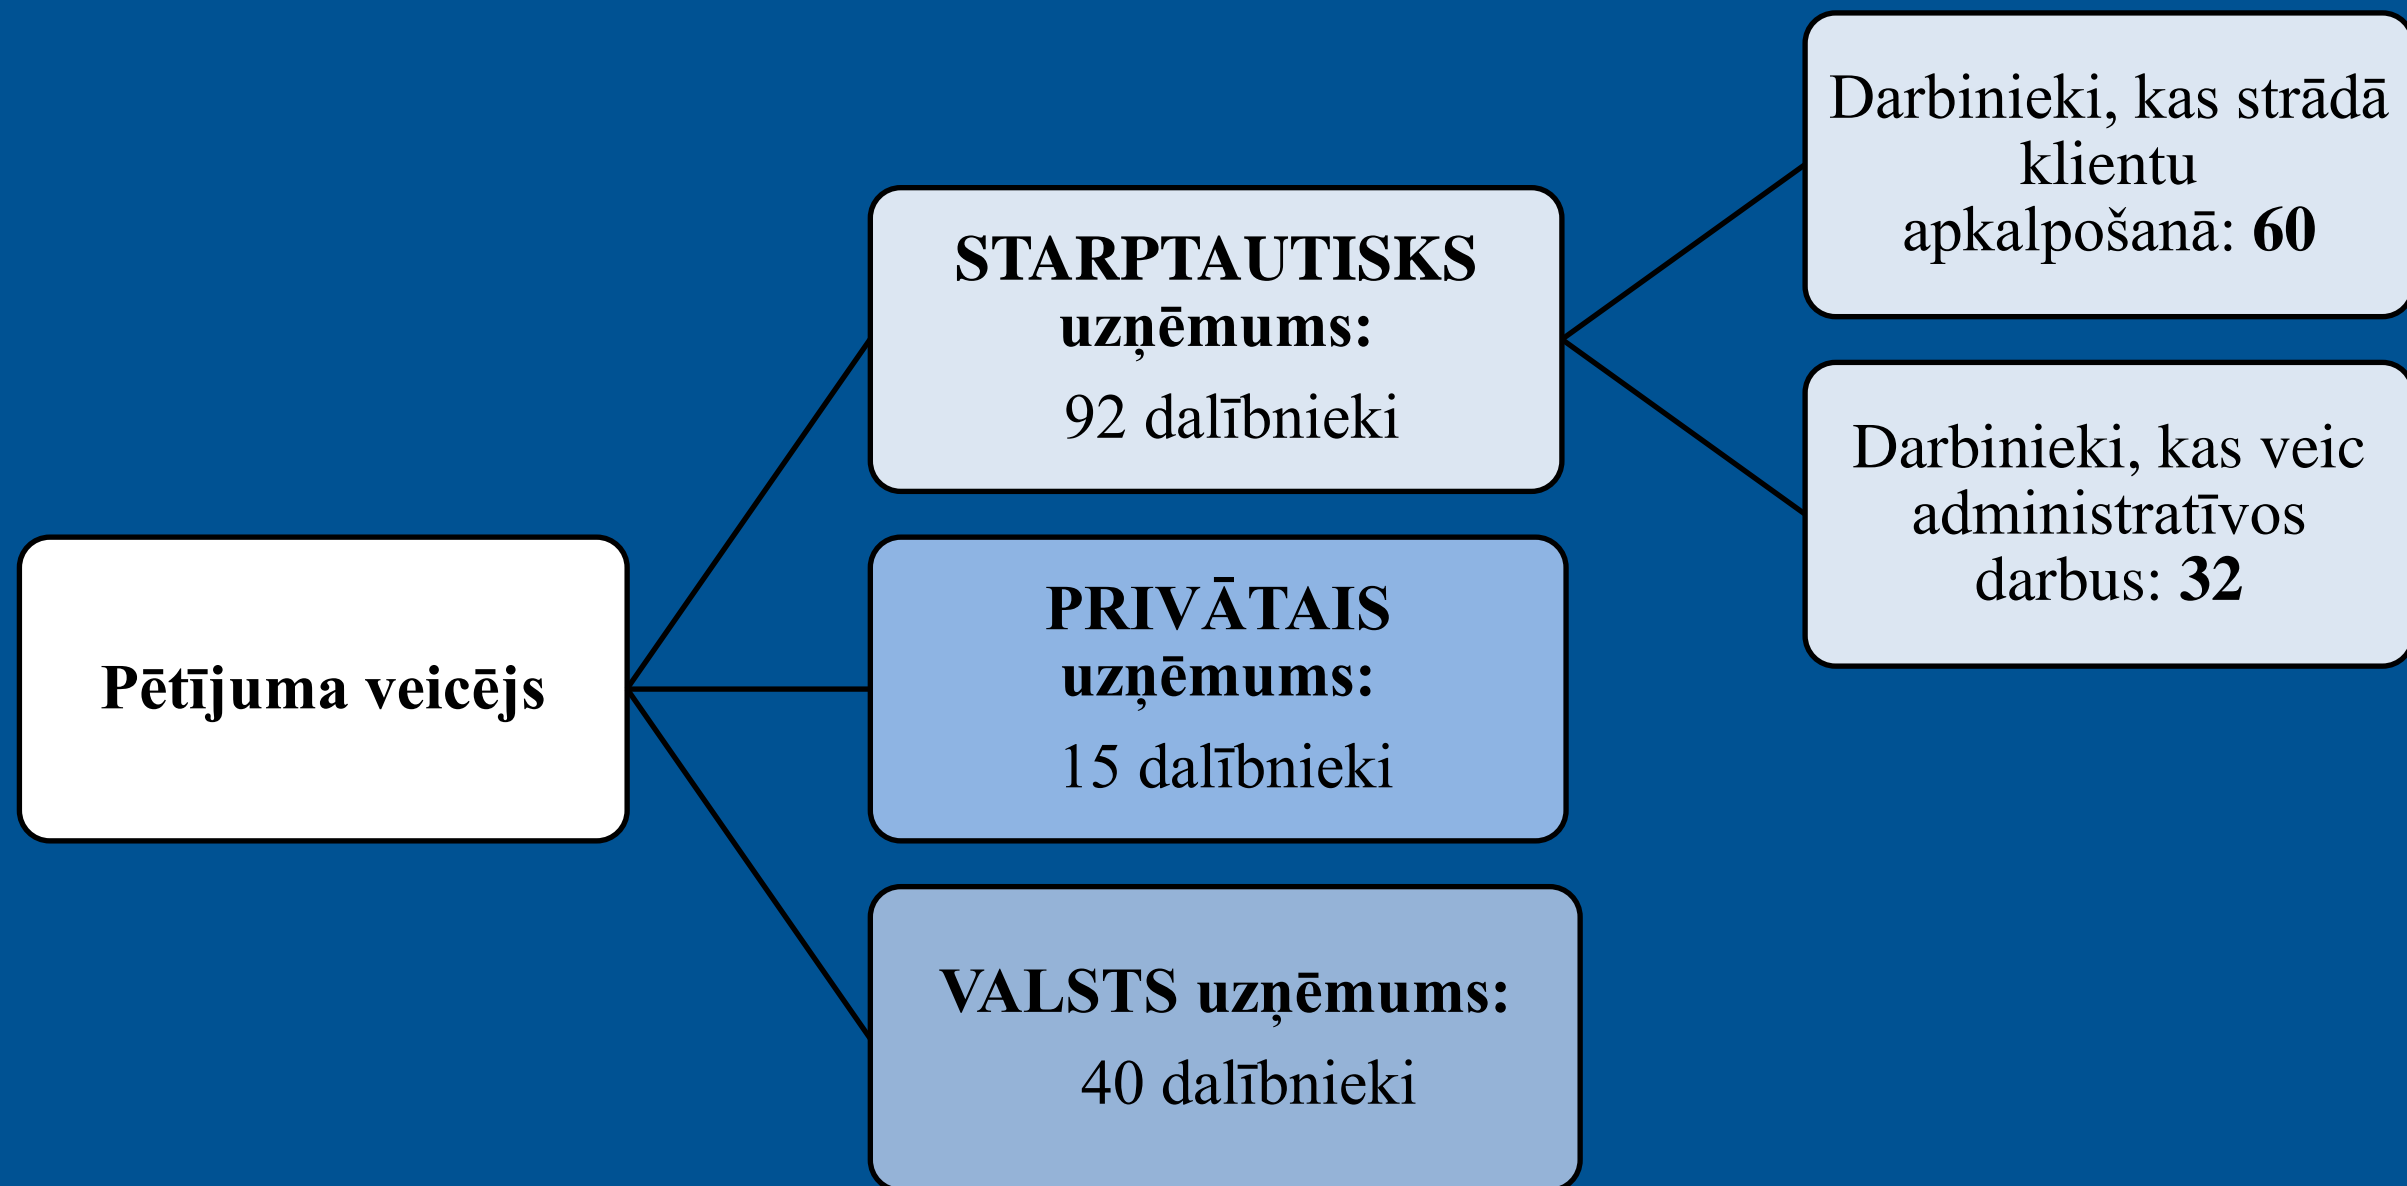 Pētījuma veicējs
STARPTAUTISKS
uzņēmums:
92 dalībnieki
Darbinieki, kas strādā
klientu
apkalpošanā: 60
Darbinieki, kas veic
administratīvos
darbus: 32
PRIVĀTAIS
uzņēmums:
15 dalībnieki
VALSTS uzņēmums:
40 dalībnieki